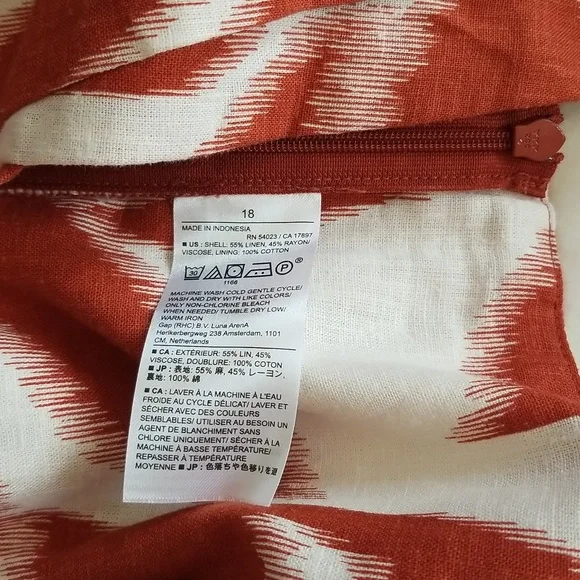 18
MADE IN INDONESIA
RN 54023 / CA 17897
■ US : SHELL: 55% LINEN, 45% RAYON/
VISCOSE, LINING: 100% COTTON
30 P
1166
MACHINE WASH COLD GENTLE CYCLE/
WASH AND DRY WITH LIKE COLORS/
ONLY NON-CHLORINE BLEACH
WHEN NEEDED/ TUMBLE DRY LOW/
WARM IRON
Gap (RHC) B.V. Luna ArenA
Herikerbergweg 238 Amsterdam, 1101
CM, Netherlands
■ CA : EXTÉRIEUR: 55% LIN, 45%
VISCOSE, DOUBLURE: 100% COTTON
■ JP : 表地: 55% 麻, 45% レーヨン,
裏地: 100% 綿
■ CA : LAVER À LA MACHINE À L'EAU
FROIDE AU CYCLE DÉLICAT/ LAVER ET
SÉCHER AVEC DES COULEURS
SEMBLABLES/ UTILISER AU BESOIN UN
AGENT DE BLANCHIMENT SANS
CHLORE UNIQUEMENT/ SÉCHER À LA
MACHINE À BASSE TEMPÉRATURE/
REPASSER À TEMPÉRATURE
MOYENNE ■ JP : 色落ちや色移りを避